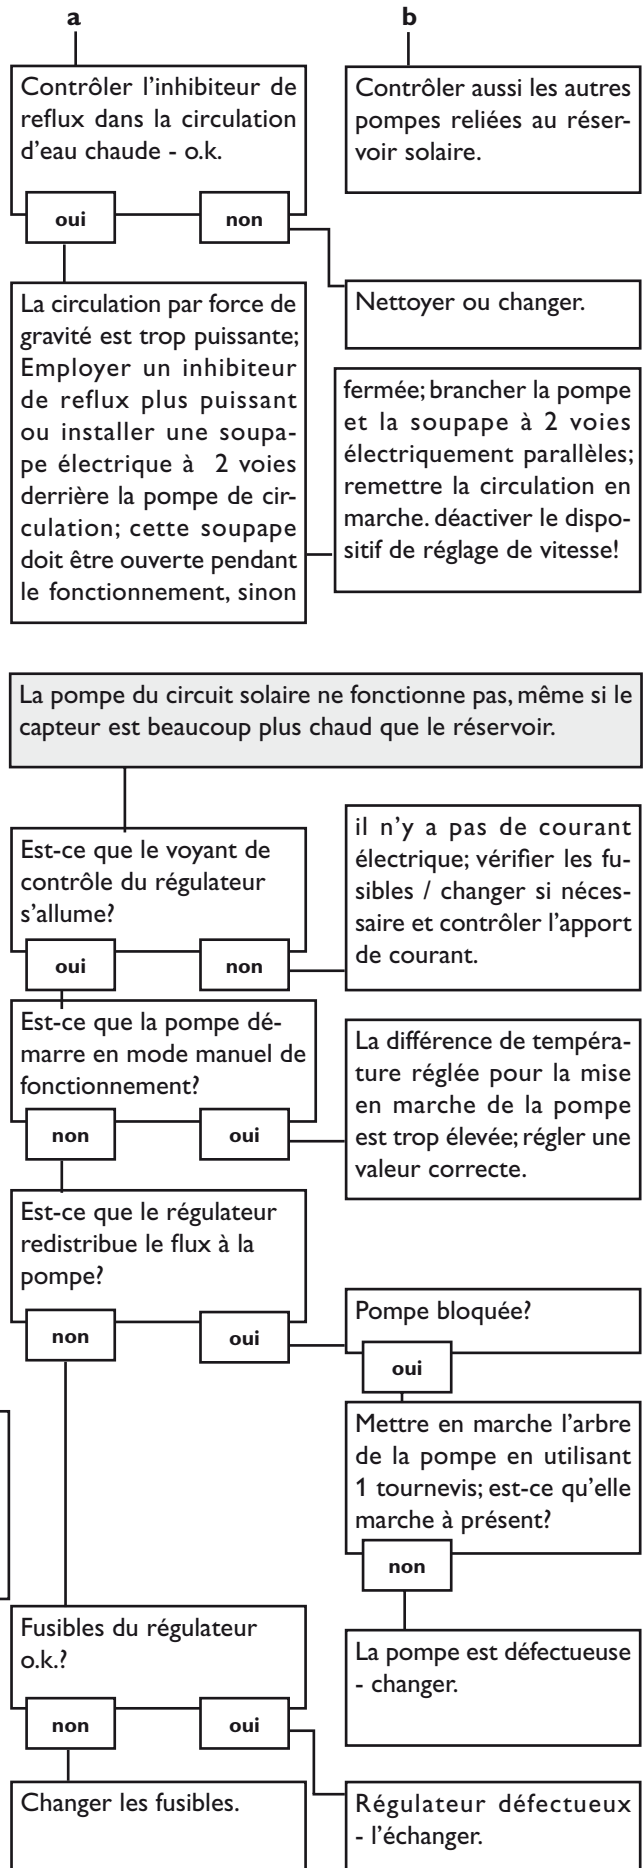 a
b
Contrôler l’inhibiteur de
reflux dans la circulation
d’eau chaude - o.k.
oui
non
Contrôler aussi les autres
pompes reliées au réser-
voir solaire.
Nettoyer ou changer.
La circulation par force de
gravité est trop puissante;
Employer un inhibiteur
de reflux plus puissant
ou installer une soupa-
pe électrique à 2 voies
derrière la pompe de cir-
culation; cette soupape
doit être ouverte pendant
le fonctionnement, sinon
fermée; brancher la pompe
et la soupape à 2 voies
électriquement parallèles;
remettre la circulation en
marche. déactiver le dispo-
sitif de réglage de vitesse!
La pompe du circuit solaire ne fonctionne pas, même si le
capteur est beaucoup plus chaud que le réservoir.
Est-ce que le voyant de
contrôle du régulateur
s’allume?
oui
non
il n’y a pas de courant
électrique; vérifier les fu-
sibles / changer si néces-
saire et contrôler l’apport
de courant.
Est-ce que la pompe dé-
marre en mode manuel de
fonctionnement?
non
oui
La différence de tempéra-
ture réglée pour la mise
en marche de la pompe
est trop élevée; régler une
valeur correcte.
Est-ce que le régulateur
redistribue le flux à la
pompe?
non
oui
Pompe bloquée?
oui
Mettre en marche l’arbre
de la pompe en utilisant
1 tournevis; est-ce qu’elle
marche à présent?
non
La pompe est défectueuse
- changer.
Fusibles du régulateur
o.k.?
non
oui
Changer les fusibles.
Régulateur défectueux
- l’échanger.